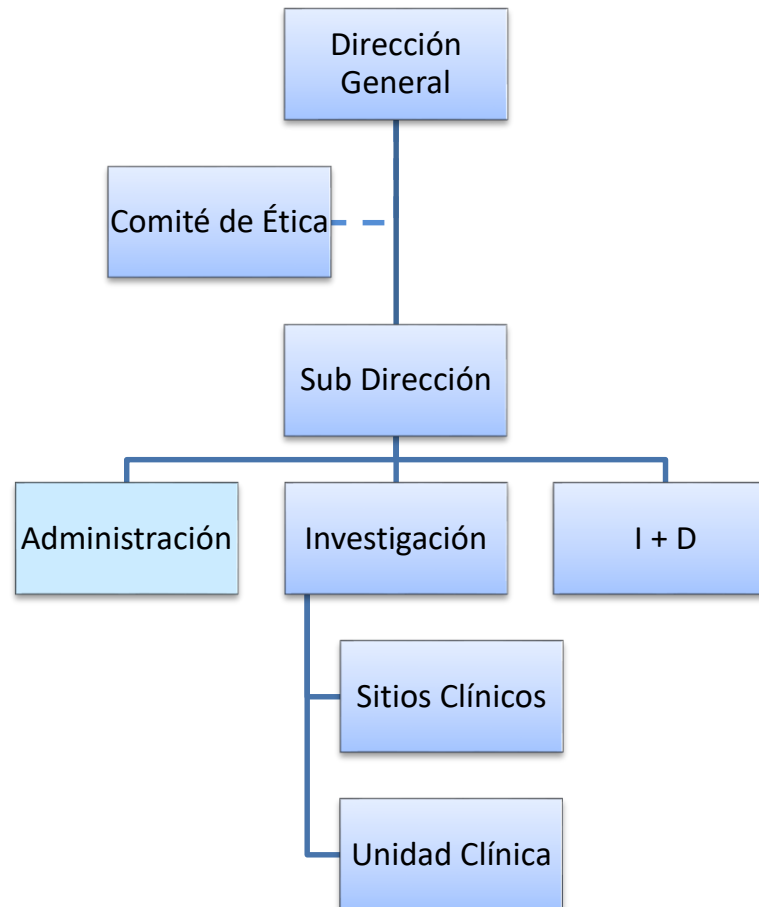 Dirección
General
Comité de Ética
Sub Dirección
Administración
Investigación
I + D
Sitios Clínicos
Unidad Clínica